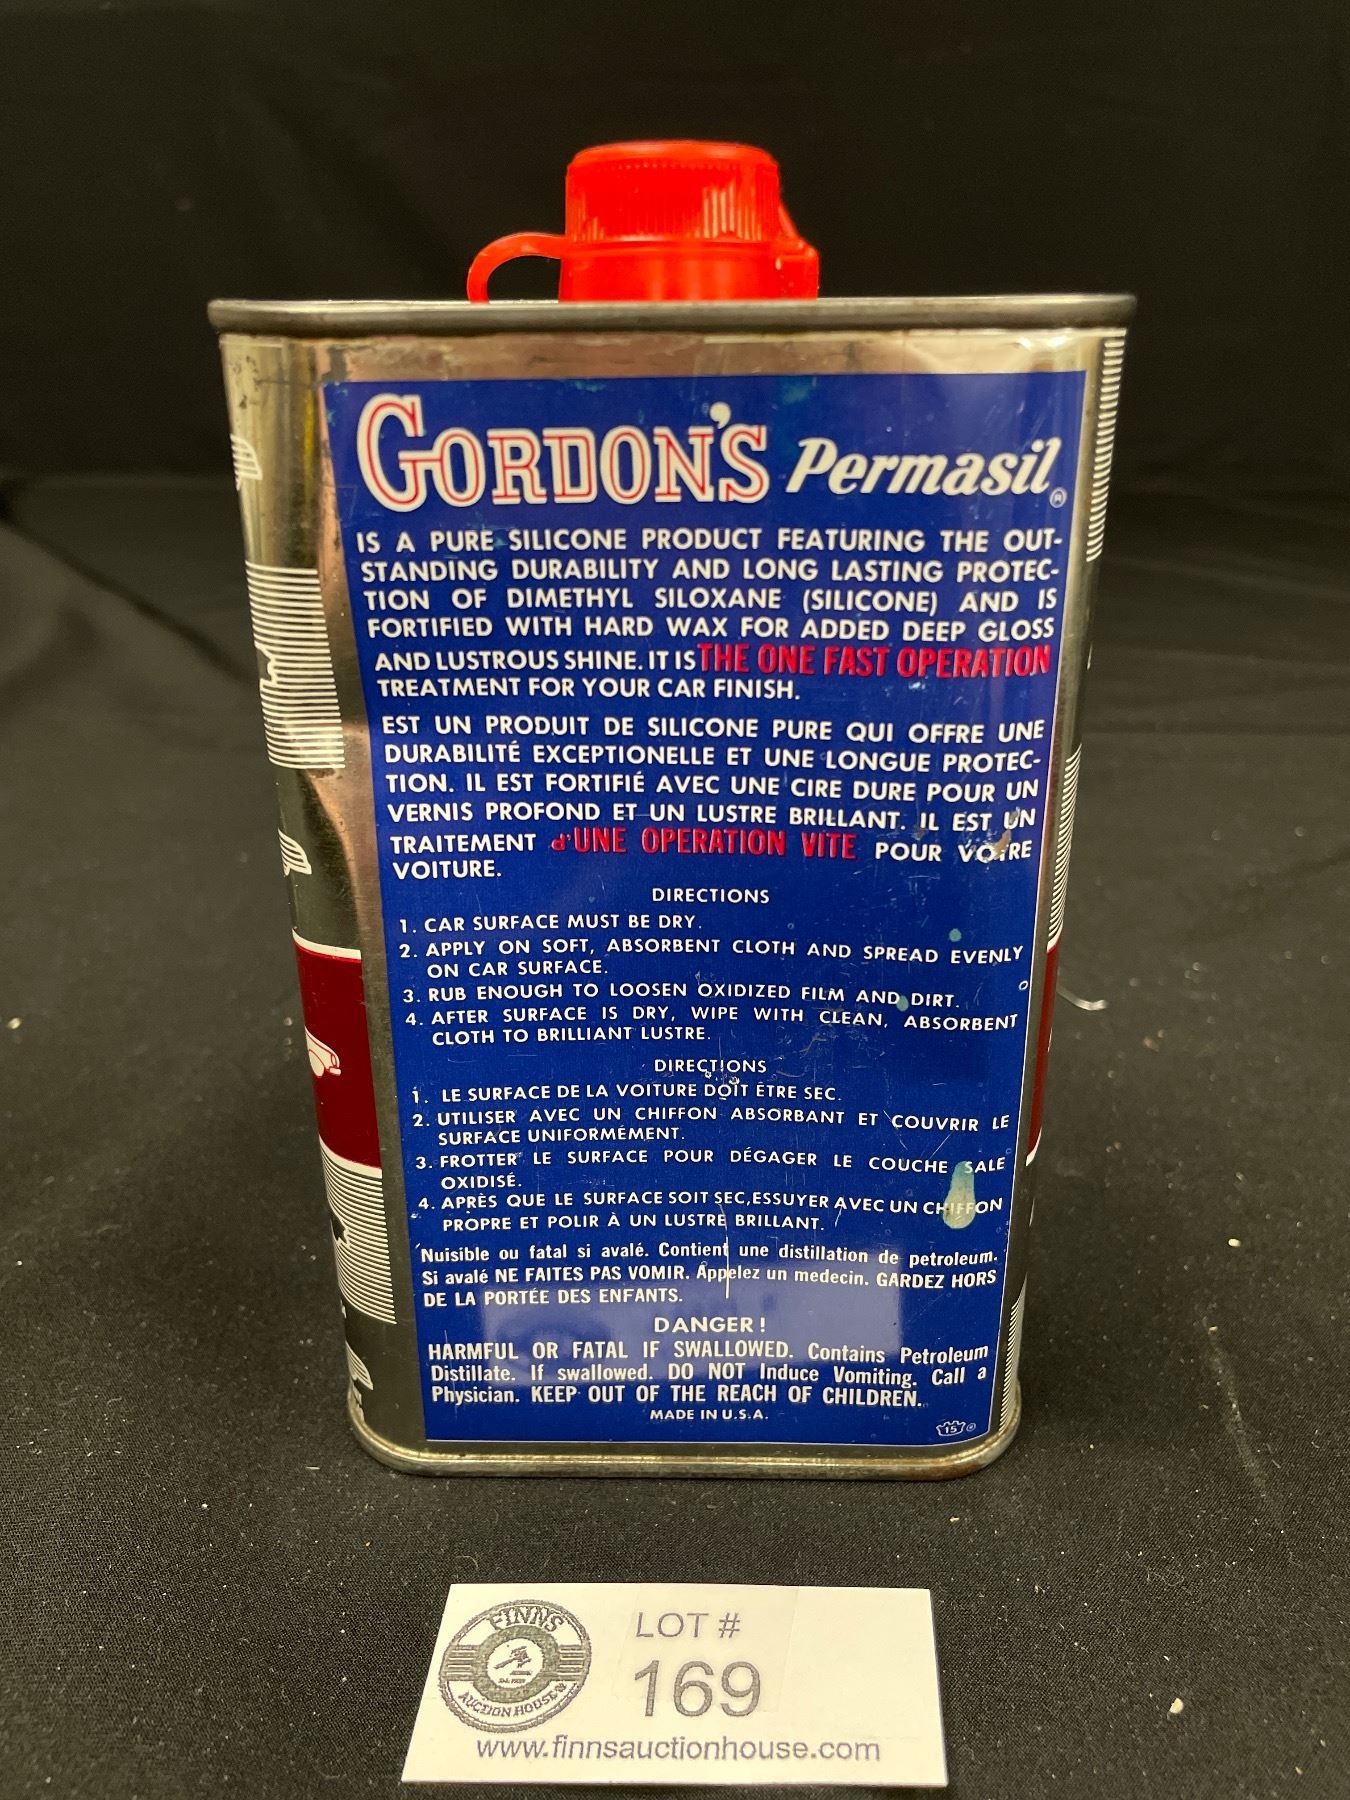 GORDON'S Permasil ®
IS A PURE SILICONE PRODUCT FEATURING THE OUT-
STANDING DURABILITY AND LONG LASTING PROTEC-
TION OF DIMETHYL SILOXANE (SILICONE) AND IS
FORTIFIED WITH HARD WAX FOR ADDED DEEP GLOSS
AND LUSTROUS SHINE. IT IS THE ONE FAST OPERATION
TREATMENT FOR YOUR CAR FINISH.
EST UN PRODUIT DE SILICONE PURE QUI OFFRE UNE
DURABILITÉ EXCEPTIONELLE ET UNE LONGUE PROTEC-
TION. IL EST FORTIFIÉ AVEC UNE CIRE DURE POUR UN
VERNIS PROFOND ET UN LUSTRE BRILLANT. IL EST UN
TRAITEMENT d'UNE OPERATION VITE POUR VOTRE
VOITURE.
DIRECTIONS
1. CAR SURFACE MUST BE DRY.
2. APPLY ON SOFT, ABSORBENT CLOTH AND SPREAD EVENLY
ON CAR SURFACE.
3. RUB ENOUGH TO LOOSEN OXIDIZED FILM AND DIRT.
4. AFTER SURFACE IS DRY, WIPE WITH CLEAN, ABSORBENT
CLOTH TO BRILLIANT LUSTRE.
DIRECTIONS
1. LE SURFACE DE LA VOITURE DOIT ÊTRE SEC.
2. UTILISER AVEC UN CHIFFON ABSORBANT ET COUVRIR LE
SURFACE UNIFORMÉMENT.
3. FROTTER LE SURFACE POUR DÉGAGER LE COUCHE SALE
OXIDISÉ.
4. APRÈS QUE LE SURFACE SOIT SEC, ESSUYER AVEC UN CHIFFON
PROPRE ET POLIR À UN LUSTRE BRILLANT.
Nuisible ou fatal si avalé. Contient une distillation de petroleum.
Si avalé NE FAITES PAS VOMIR. Appelez un medecin. GARDEZ HORS
DE LA PORTÉE DES ENFANTS.
DANGER!
HARMFUL OR FATAL IF SWALLOWED. Contains Petroleum
Distillate. If swallowed. DO NOT Induce Vomiting. Call a
Physician. KEEP OUT OF THE REACH OF CHILDREN.
MADE IN U.S.A.
15 ®
FINNS
AUCTION HOUSE
LOT #
169
www.finnsauctionhouse.com